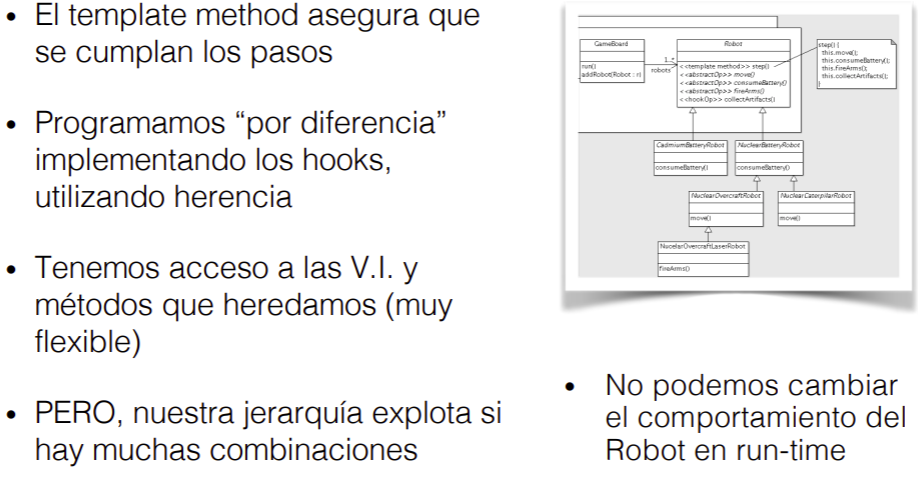 • El template method asegura que
se cumplan los pasos
• Programamos “por diferencia”
implementando los hooks,
utilizando herencia
• Tenemos acceso a las V.I. y
métodos que heredamos (muy
flexible)
• PERO, nuestra jerarquía explota si
hay muchas combinaciones
GameBoard
run()
addRobot(Robot : r)
1..*
robots
Robot
<<template method>> step()
<<abstractOp>> move()
<<abstractOp>> consumeBattery()
<<abstractOp>> fireArms()
<<hookOp>> collectArtifacts()
step() {
this.move();
this.consumeBattery();
this.fireArms();
this.collectArtifacts();
}
CadmiumBatteryRobot
consumeBattery()
NuclearBatteryRobot
consumeBattery()
NuclearOvercraftRobot
move()
NuclearCaterpilarRobot
move()
NucelarOvercraftLaserRobot
fireArms()
• No podemos cambiar
el comportamiento del
Robot en run-time